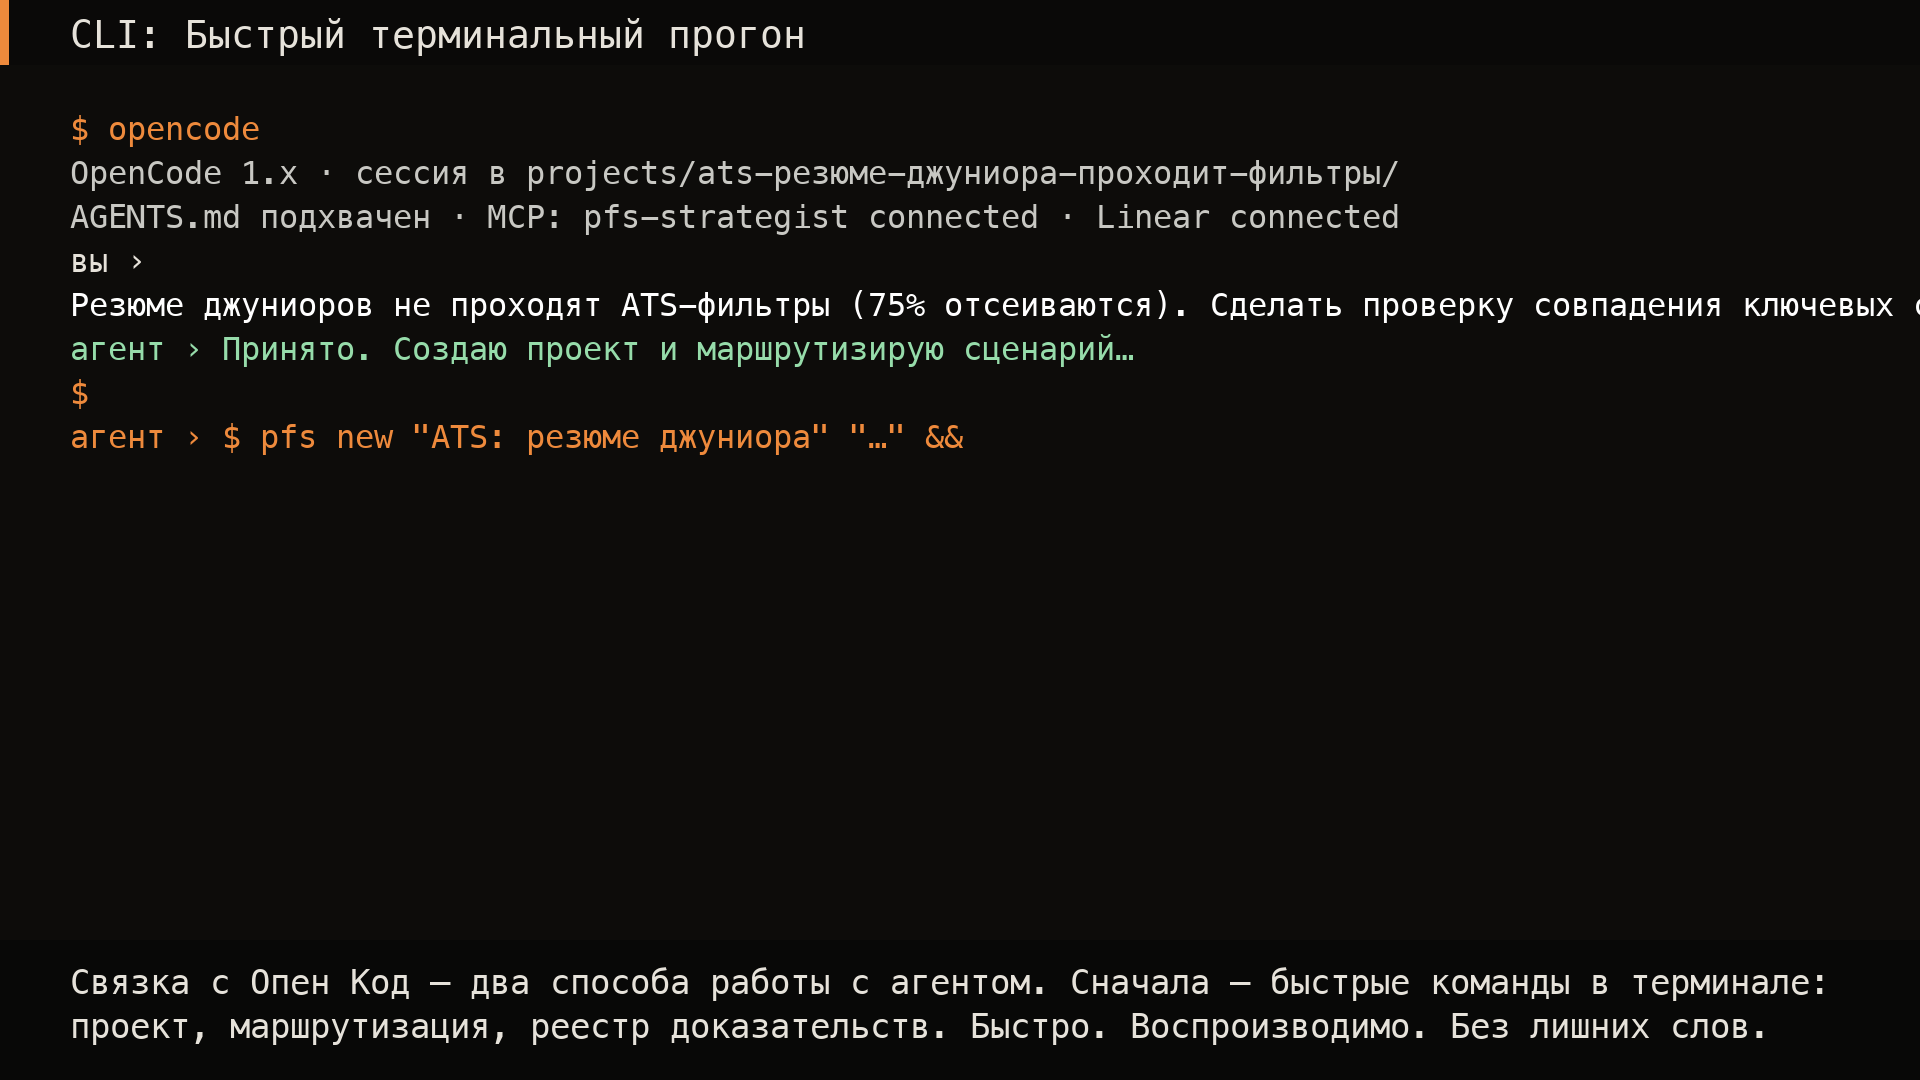 CLI: Быстрый терминальный прогон
$ opencode
OpenCode 1.x · сессия в projects/ats-резюме-джуниора-проходит-фильтры/
AGENTS.md подхвачен · MCP: pfs-strategist connected · Linear connected
вы ›
Резюме джуниоров не проходят ATS-фильтры (75% отсеиваются). Сделать проверку совпадения ключевых
агент › Принято. Создаю проект и маршрутизирую сценарий…
$
агент › $ pfs new "ATS: резюме джуниора" "…" &&
Связка с Опен Код — два способа работы с агентом. Сначала — быстрые команды в терминале:
проект, маршрутизация, реестр доказательств. Быстро. Воспроизводимо. Без лишних слов.